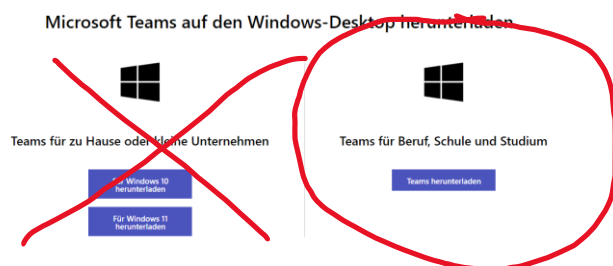 Microsoft Teams auf den Windows-Desktop herunterladen
Teams für zu Hause oder kleine Unternehmen
Für Windows 10
herunterladen
Für Windows 11
herunterladen
Teams für Beruf, Schule und Studium
Teams herunterladen